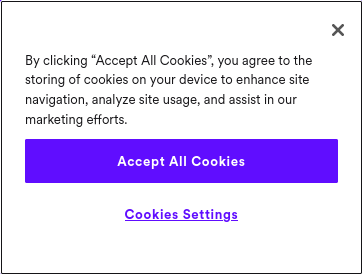 By clicking “Accept All Cookies”, you agree to the
storing of cookies on your device to enhance site
navigation, analyze site usage, and assist in our
marketing efforts.
Accept All Cookies
Cookies Settings